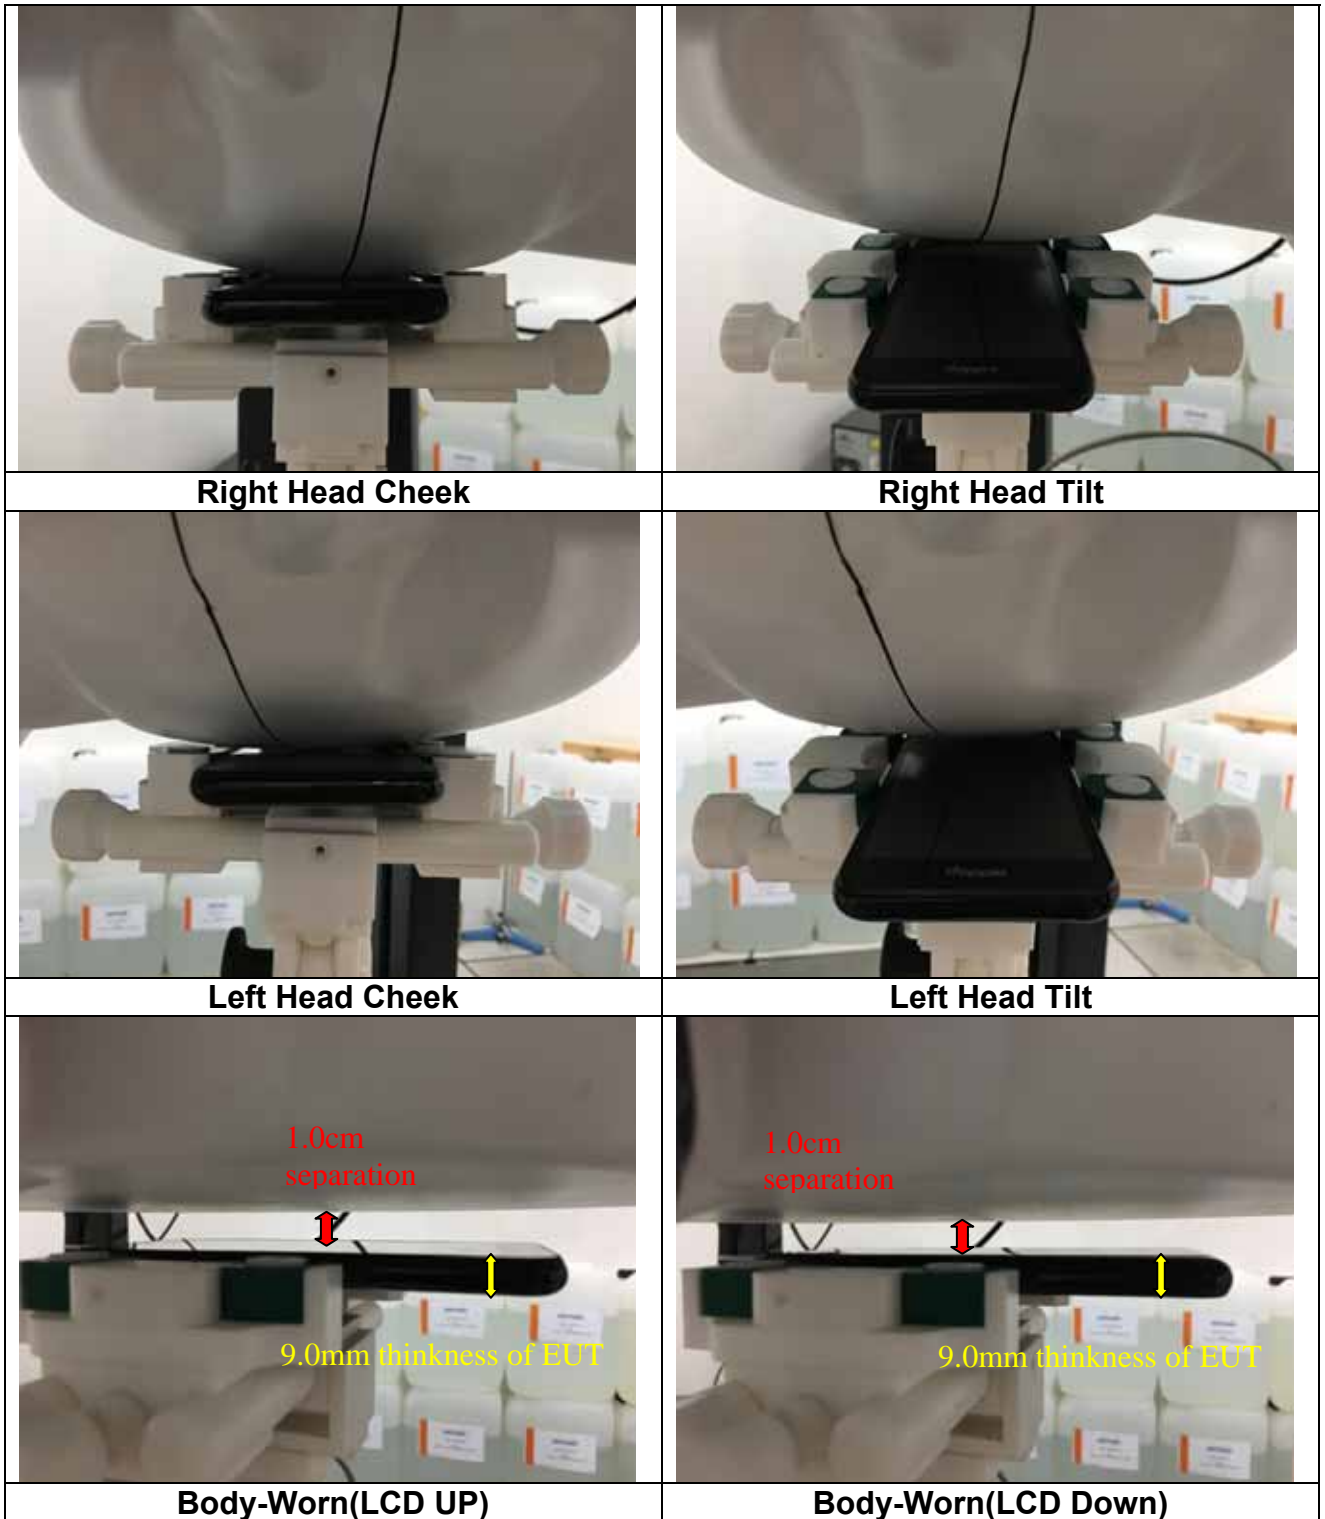 Right Head Cheek
Right Head Tilt
Left Head Cheek
Left Head Tilt
1.0cm
separation
1.0cm
separation
9.0mm thinkness of EUT
9.0mm thinkness of EUT
Body-Worn(LCD UP)
Body-Worn(LCD Down)